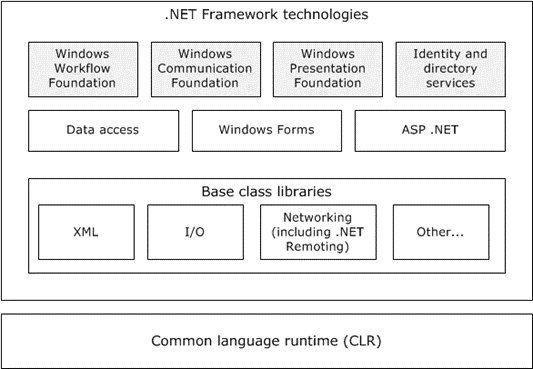 .NET Framework technologies
Windows
Workflow
Foundation
Windows
Communication
Foundation
Windows
Presentation
Foundation
Identity and
directory
services
Data access
Windows Forms
ASP .NET
Base class libraries
XML
I/O
Networking
(including .NET
Remoting)
Other...
Common language runtime (CLR)